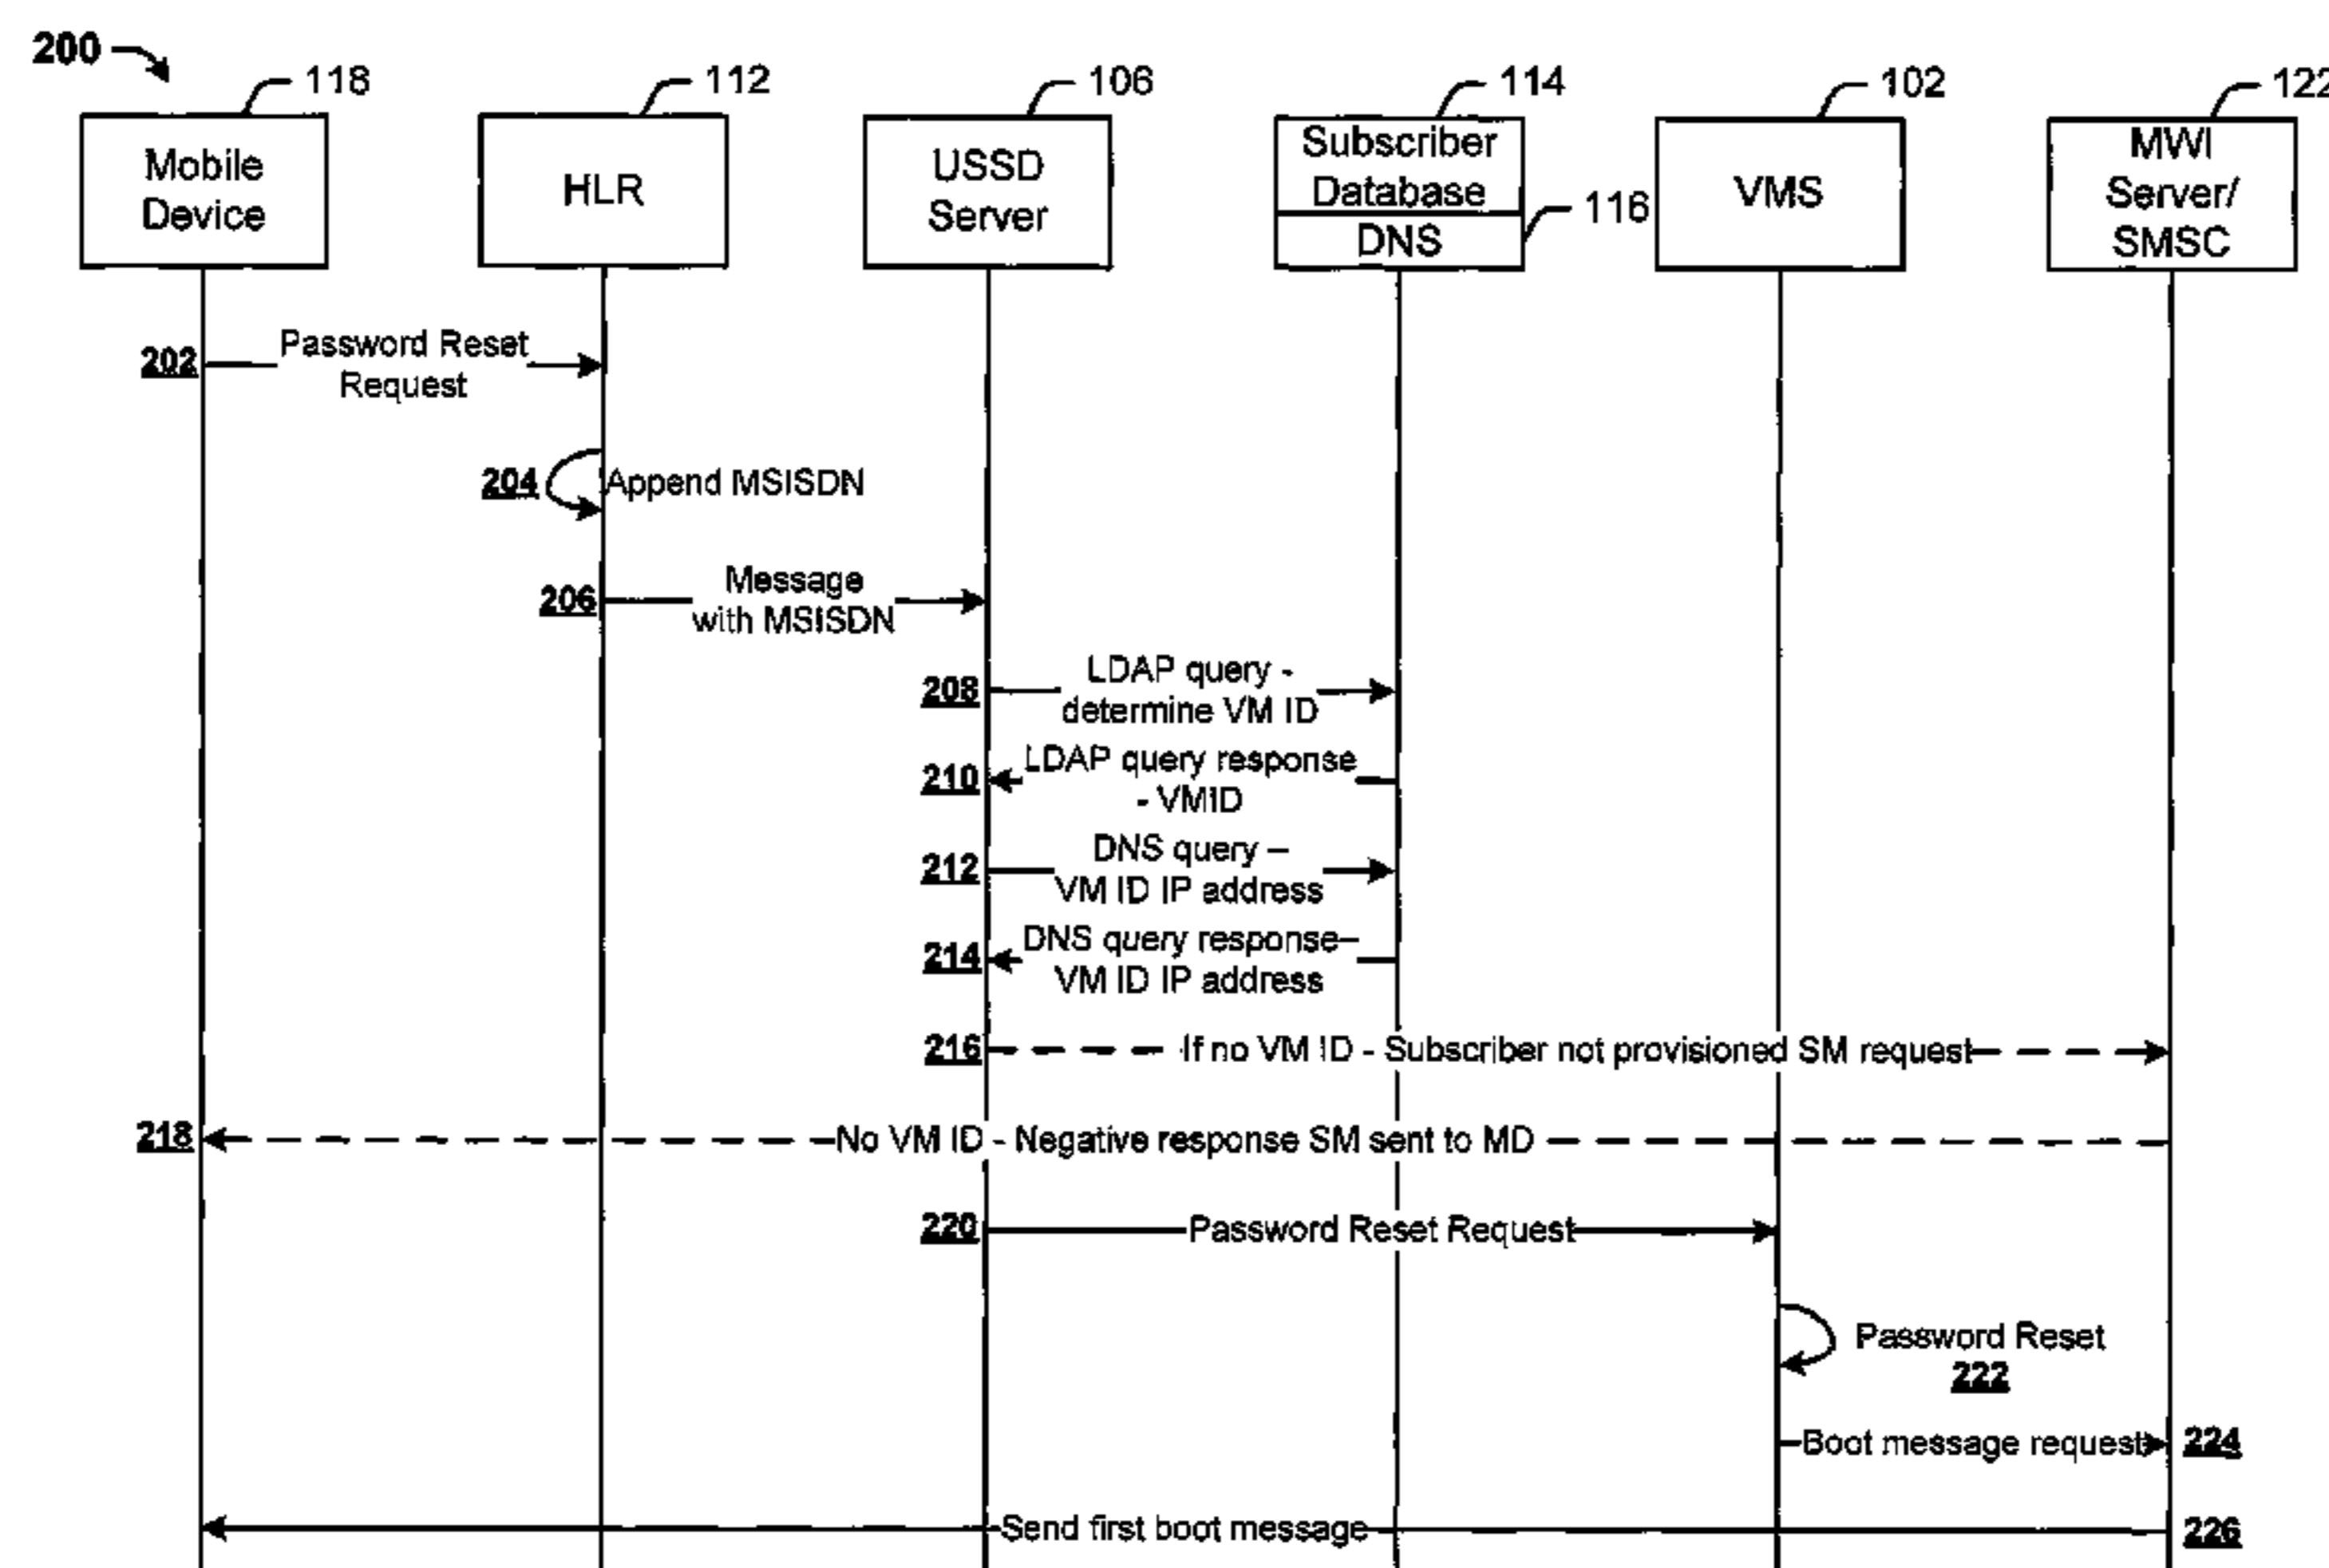 200
118
112
106
114
102
122
Mobile
Device
HLR
USSD
Server
Subscriber
Database
DNS
116
VMS
MWI
Server/
SMSC
202
Password Reset
Request
204
Append MSISDN
206
Message
with MSISDN
208
LDAP query -
determine VM ID
210
LDAP query response
- VMID
212
DNS query –
VM ID IP address
214
DNS query response–
VM ID IP address
216
If no VM ID - Subscriber not provisioned SM request
218
No VM ID - Negative response SM sent to MD
220
Password Reset Request
Password Reset
222
Boot message request
224
Send first boot message
226